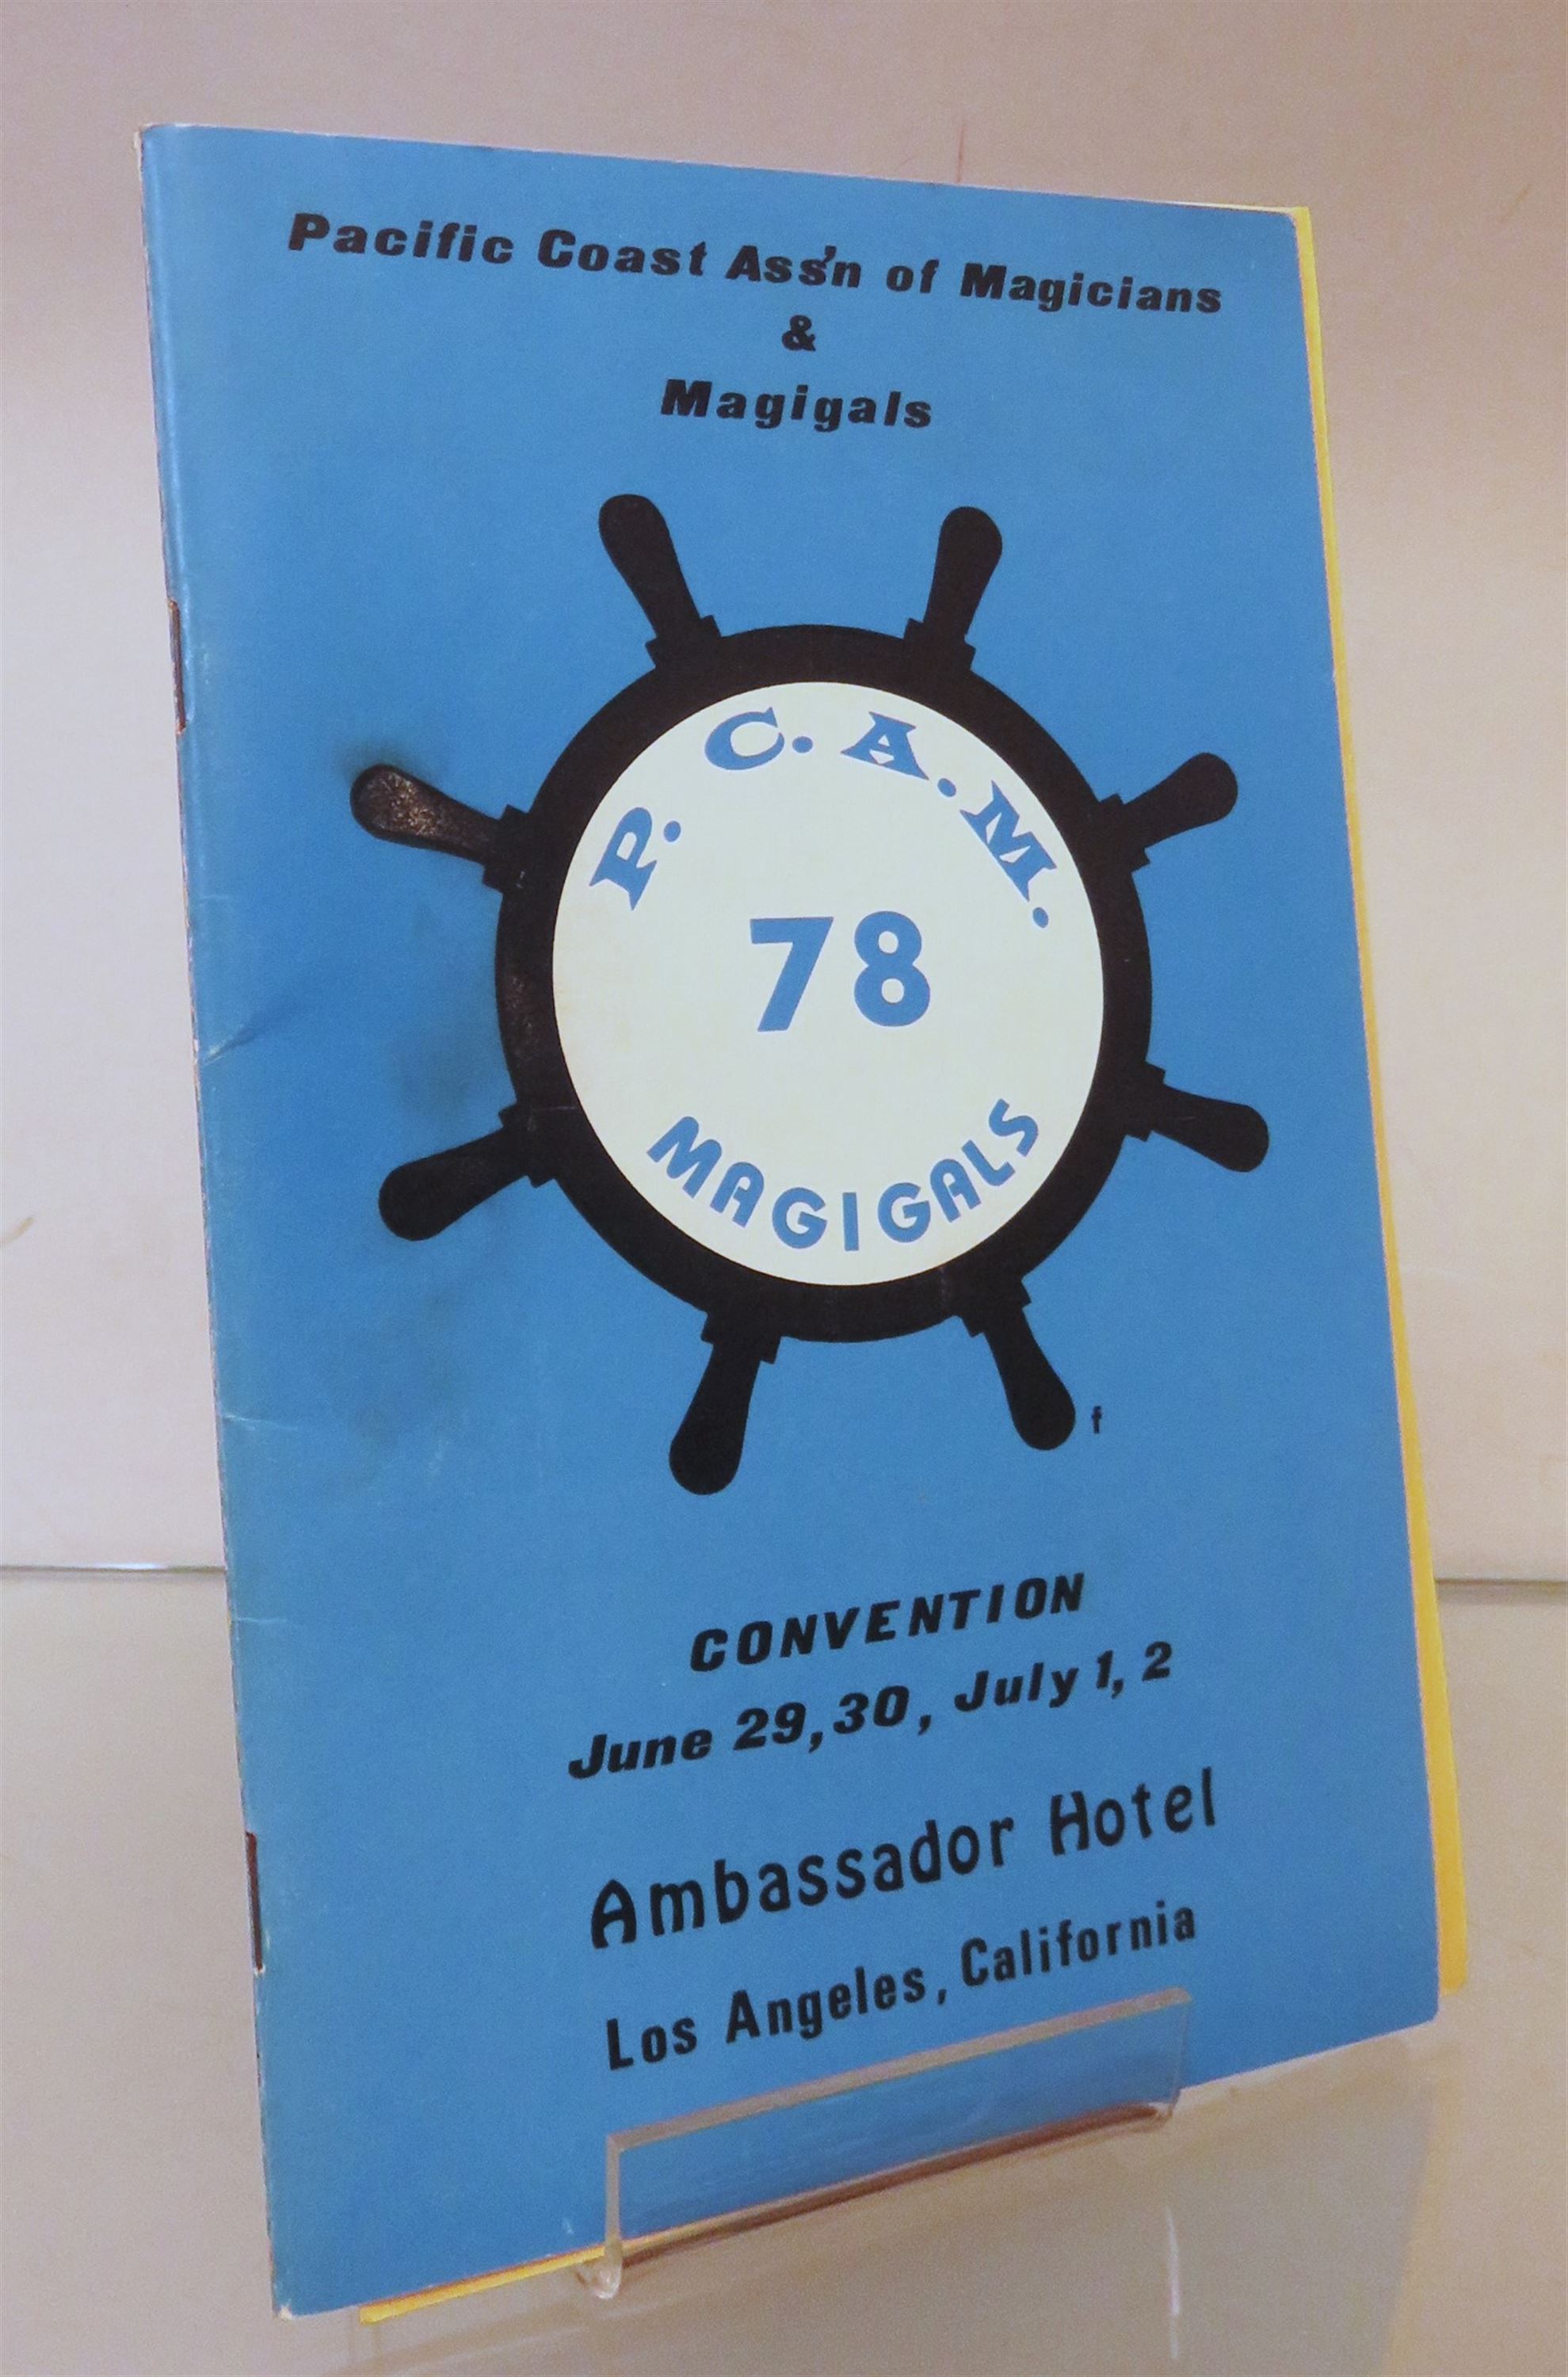 Pacific Coast Ass'n of Magicians
&
Magigals
P. C. A. M.
78
MAGIGALS
f
CONVENTION
June 29, 30, July 1, 2
Ambassador Hotel
Los Angeles, California